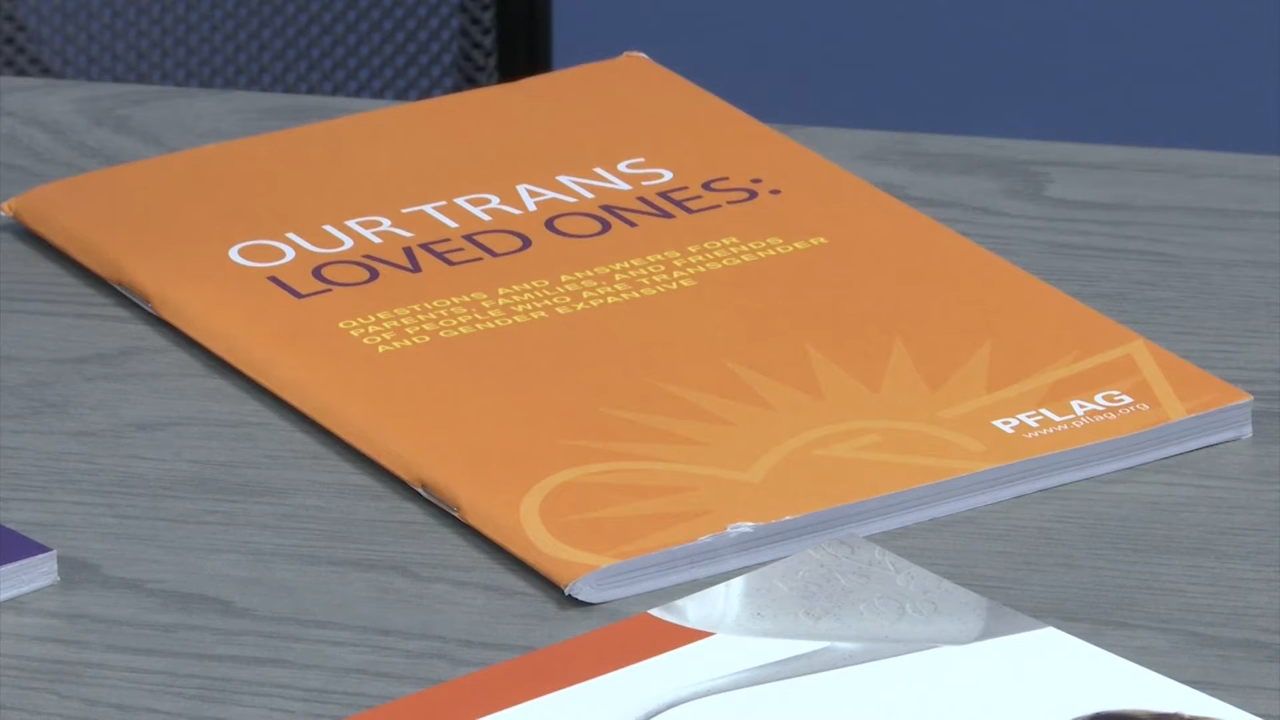 OUR TRANS
LOVED ONES:
QUESTIONS AND ANSWERS FOR
PARENTS, FAMILIES, AND FRIENDS
OF PEOPLE WHO ARE TRANSGENDER
AND GENDER EXPANSIVE
PFLAG
www.pflag.org